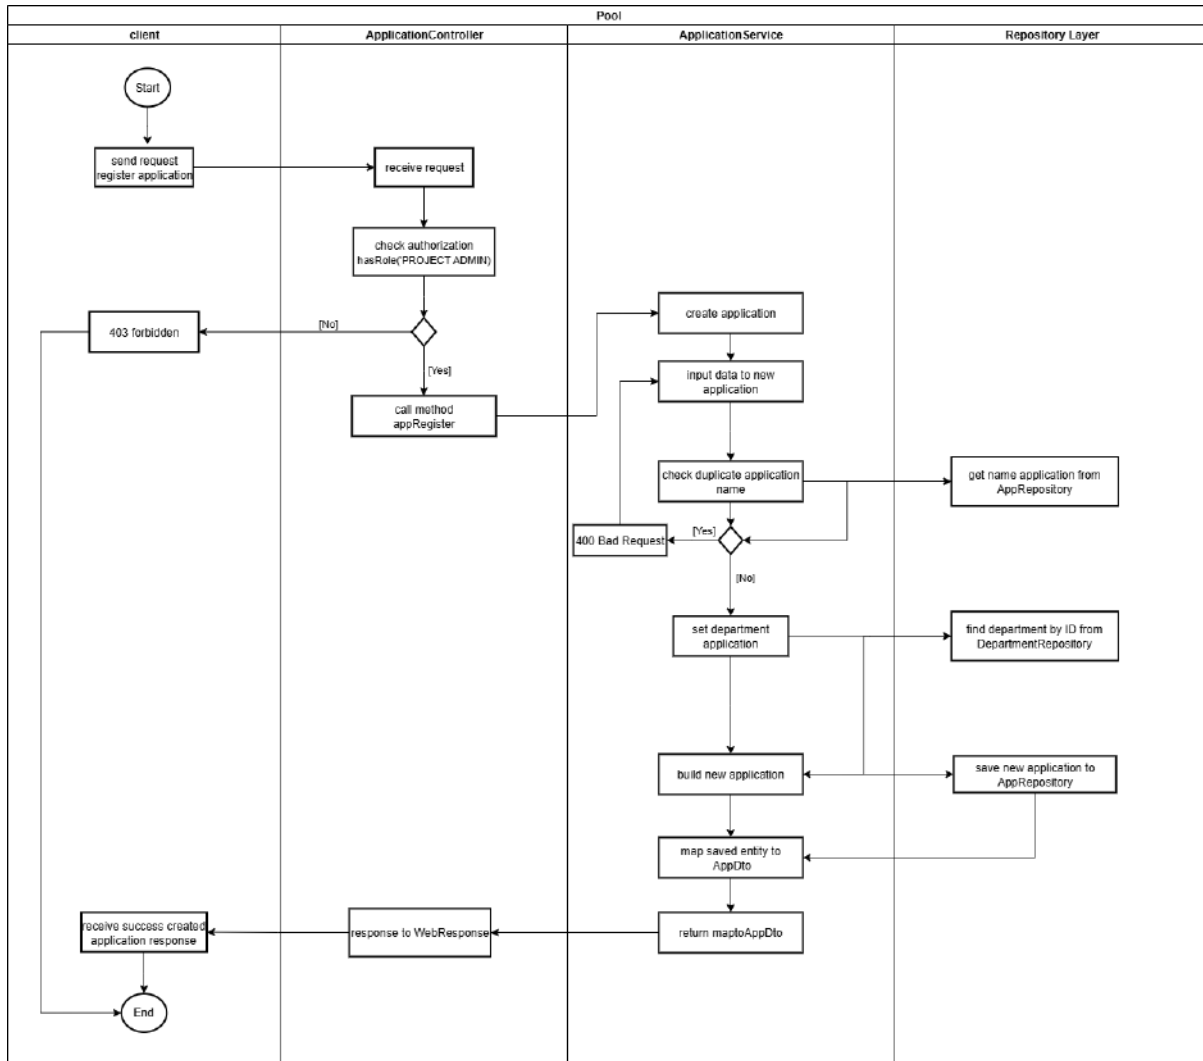 Pool
client
ApplicationController
ApplicationService
Repository Layer
Start
send request
register application
receive request
check authorization
hasRole('PROJECT ADMIN)
create application
403 forbidden
[No]
[Yes]
input data to new
application
call method
appRegister
check duplicate application
name
get name application from
AppRepository
400 Bad Request
[Yes]
[No]
set department
application
find department by ID from
DepartmentRepository
build new application
save new application to
AppRepository
map saved entity to
AppDto
receive success created
application response
response to WebResponse
return maptoAppDto
End